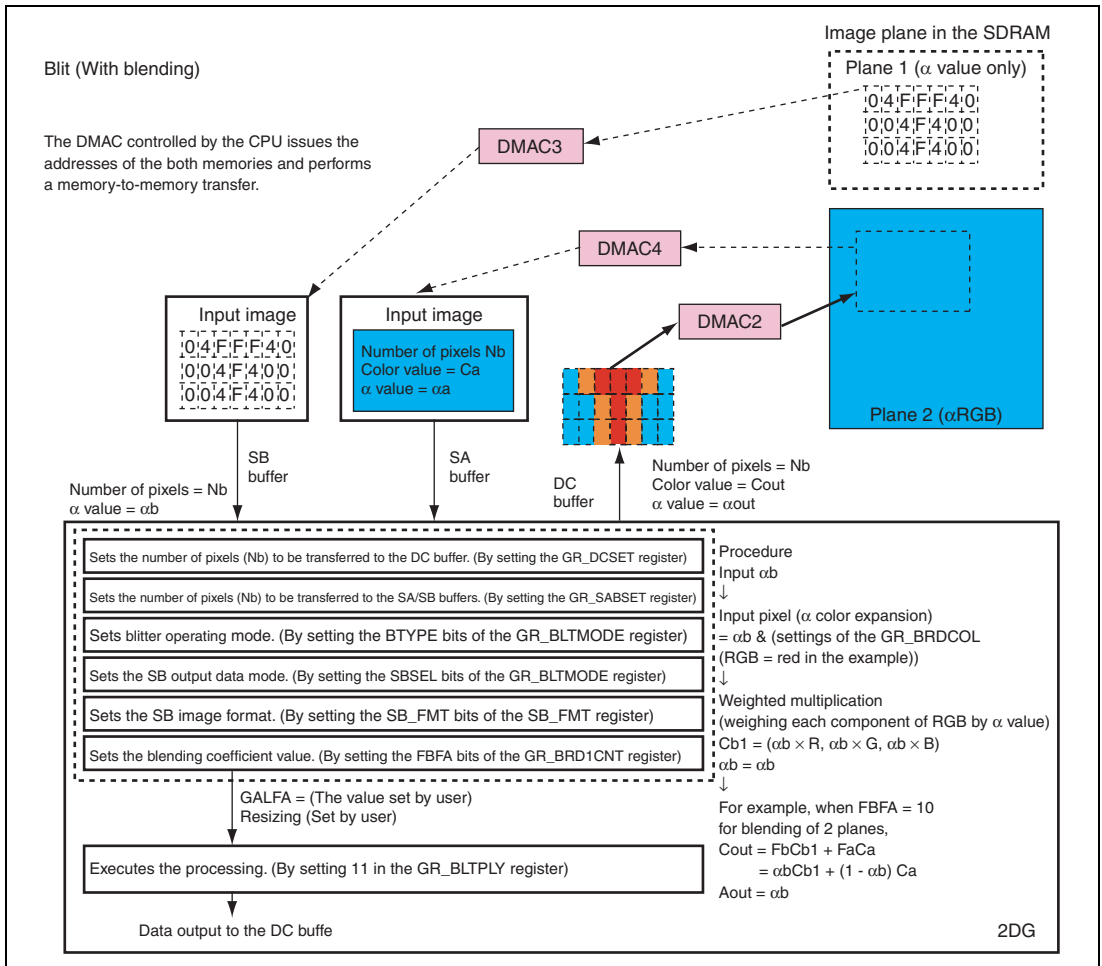 Image plane in the SDRAM
Blit (With blending)
Plane 1 (α value only)
0 4 F F F 4 0
0 0 4 F 4 0 0
0 0 4 F 4 0 0
The DMAC controlled by the CPU issues the
addresses of the both memories and performs
a memory-to-memory transfer.
DMAC3
DMAC4
DMAC2
Input image
0 4 F F F 4 0
0 0 4 F 4 0 0
0 0 4 F 4 0 0
Input image
Number of pixels Nb
Color value = Ca
α value = αa
Plane 2 (αRGB)
SB
buffer
SA
buffer
DC
buffer
Number of pixels = Nb
Color value = Cout
α value = αout
Number of pixels = Nb
α value = αb
Sets the number of pixels (Nb) to be transferred to the DC buffer. (By setting the GR_DCSET register)
Sets the number of pixels (Nb) to be transferred to the SA/SB buffers. (By setting the GR_SABSET register)
Sets blitter operating mode. (By setting the BTYPE bits of the GR_BLTMODE register)
Sets the SB output data mode. (By setting the SBSEL bits of the GR_BLTMODE register)
Sets the SB image format. (By setting the SB_FMT bits of the SB_FMT register)
Sets the blending coefficient value. (By setting the FBFA bits of the GR_BRD1CNT register)
GALFA = (The value set by user)
Resizing (Set by user)
Executes the processing. (By setting 11 in the GR_BLTPLY register)
Data output to the DC buffe
Procedure
Input αb
↓
Input pixel (α color expansion)
= αb & (settings of the GR_BRDCOL
(RGB = red in the example))
↓
Weighted multiplication
(weighing each component of RGB by α value)
Cb1 = (αb × R, αb × G, αb × B)
αb = αb
↓
For example, when FBFA = 10
for blending of 2 planes,
Cout = FbCb1 + FaCa
= αbCb1 + (1 - αb) Ca
Aout = αb
2DG